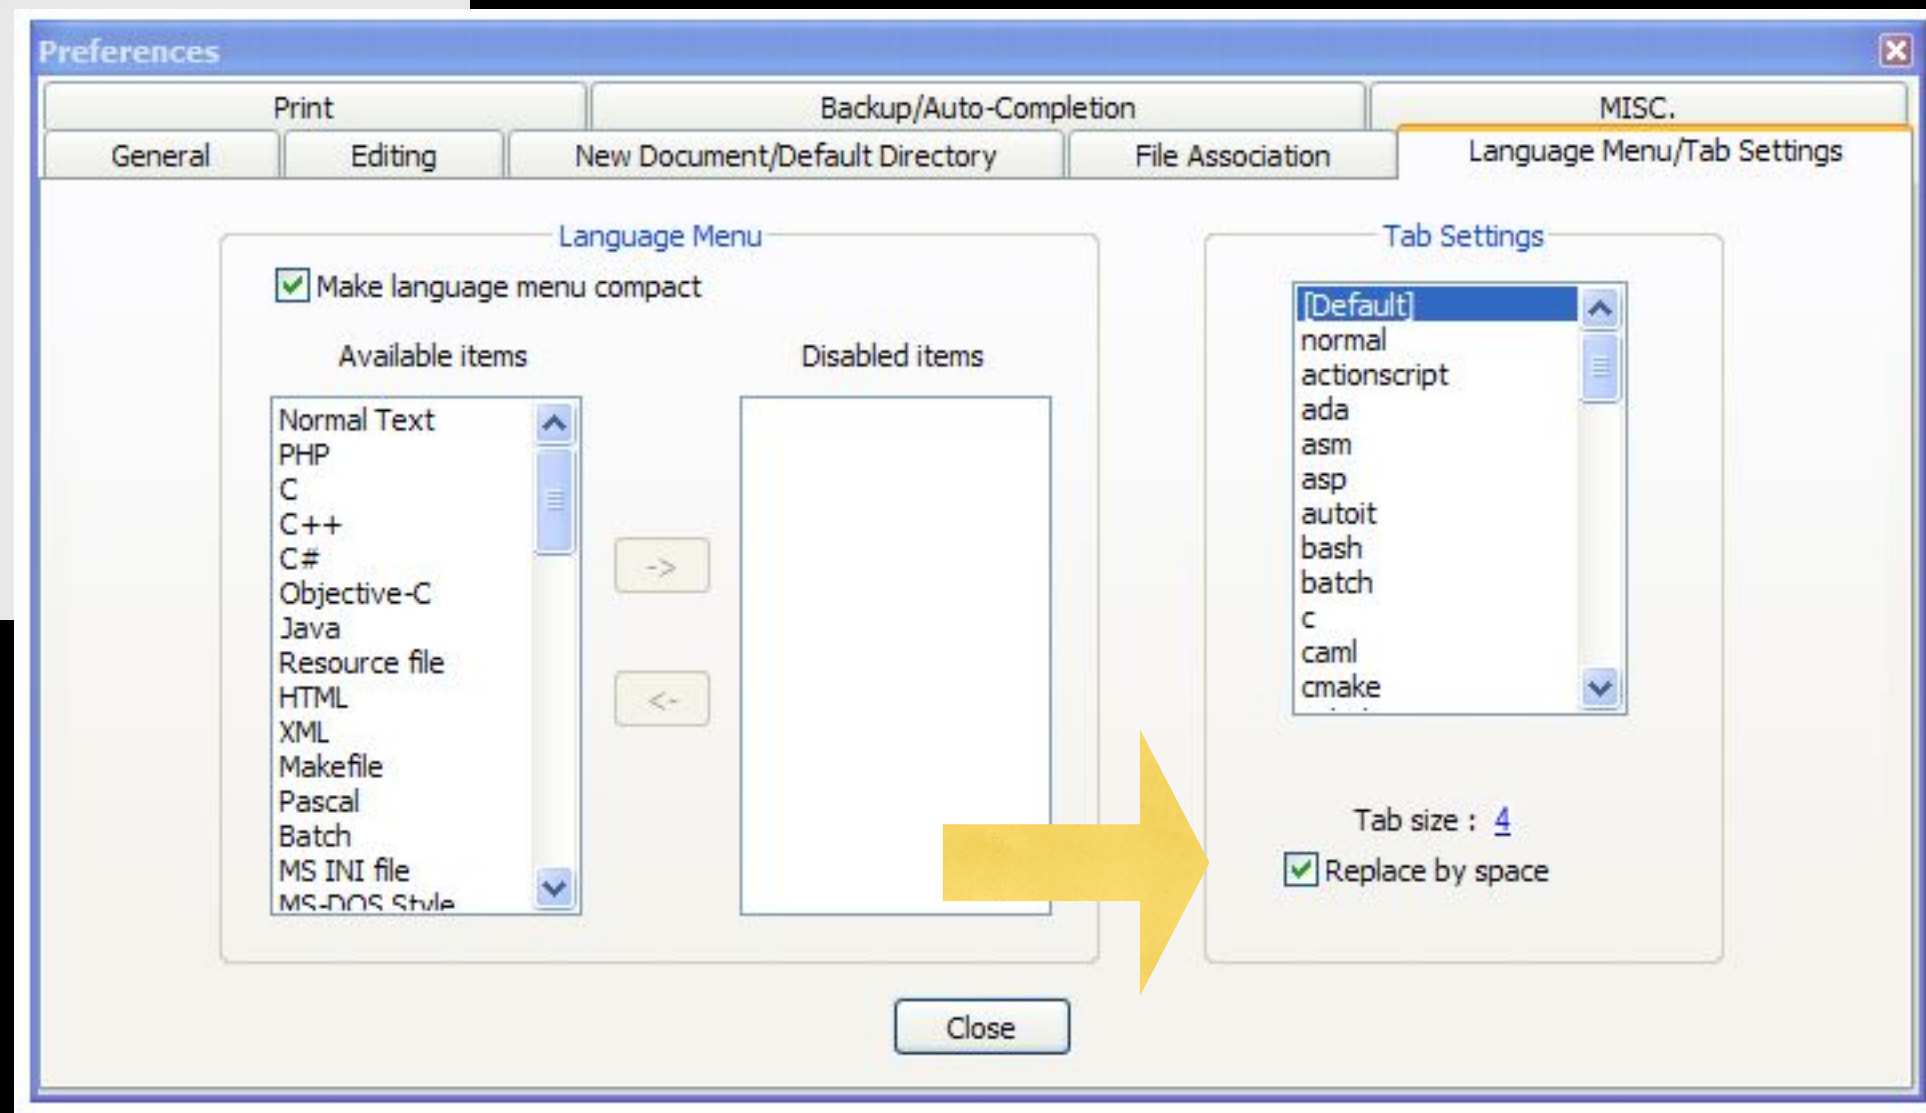 Preferences
Print
Backup/Auto-Completion
MISC.
General
Editing
New Document/Default Directory
File Association
Language Menu/Tab Settings
Language Menu
Make language menu compact
Available items
Disabled items
Normal Text
PHP
C
C++
C#
Objective-C
Java
Resource file
HTML
XML
Makefile
Pascal
Batch
MS INI file
MS-DOS Style
->
<-
Tab Settings
[Default]
normal
actionscript
ada
asm
asp
autoit
bash
batch
c
caml
cmake
Tab size : 4
Replace by space
Close